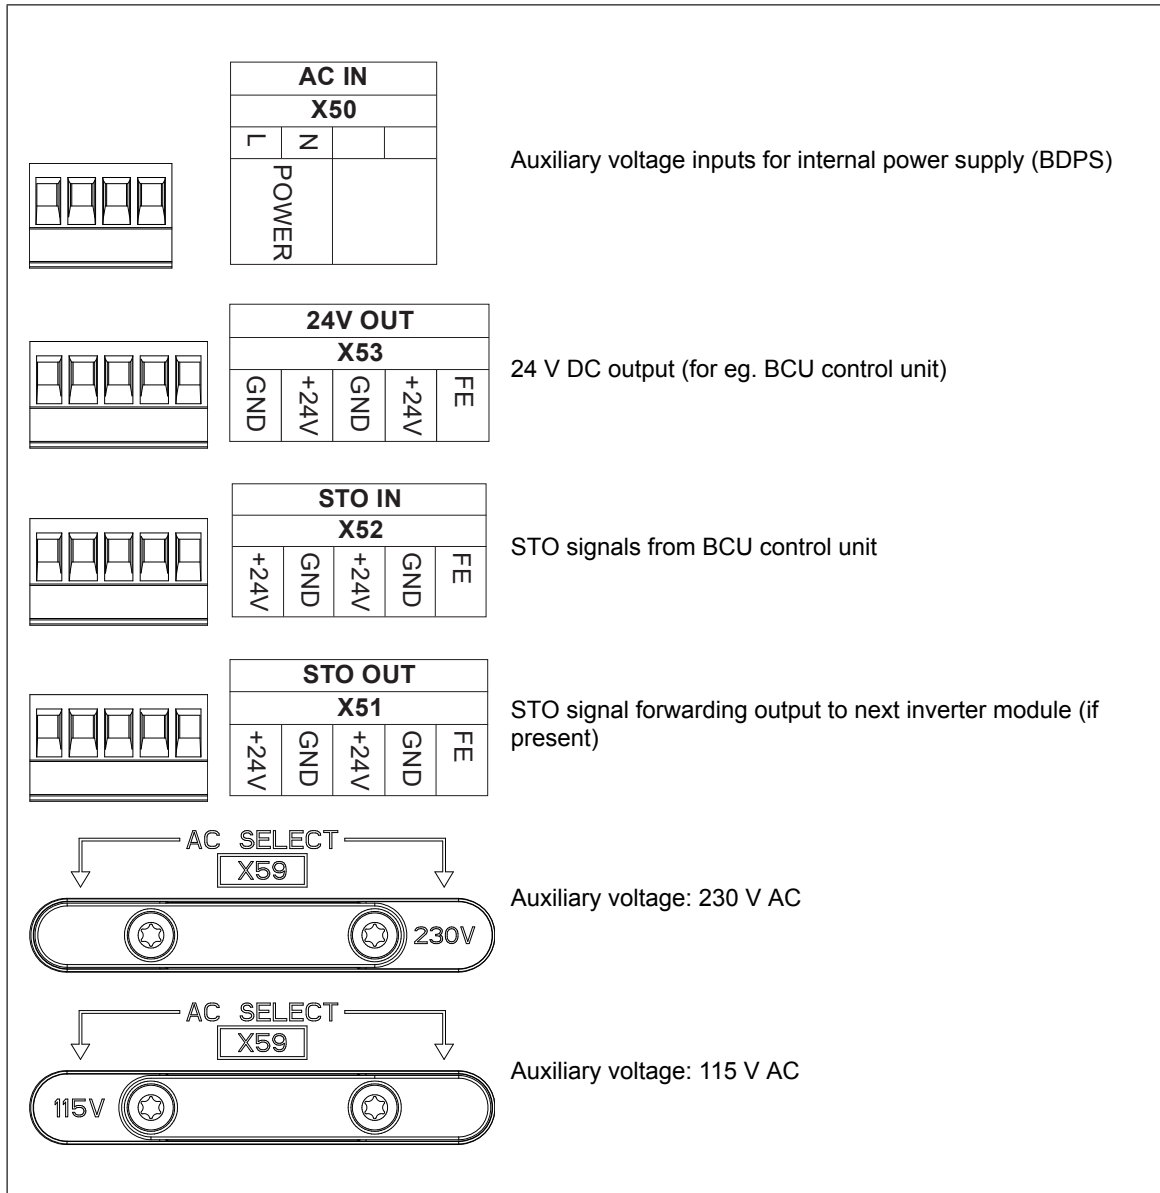 AC IN
X50
L N
POWER
Auxiliary voltage inputs for internal power supply (BDPS)
24V OUT
X53
GND +24V GND +24V FE
24 V DC output (for eg. BCU control unit)
STO IN
X52
+24V GND +24V GND FE
STO signals from BCU control unit
STO OUT
X51
+24V GND +24V GND FE
STO signal forwarding output to next inverter module (if
present)
AC SELECT
X59
230V
Auxiliary voltage: 230 V AC
AC SELECT
X59
115V
Auxiliary voltage: 115 V AC